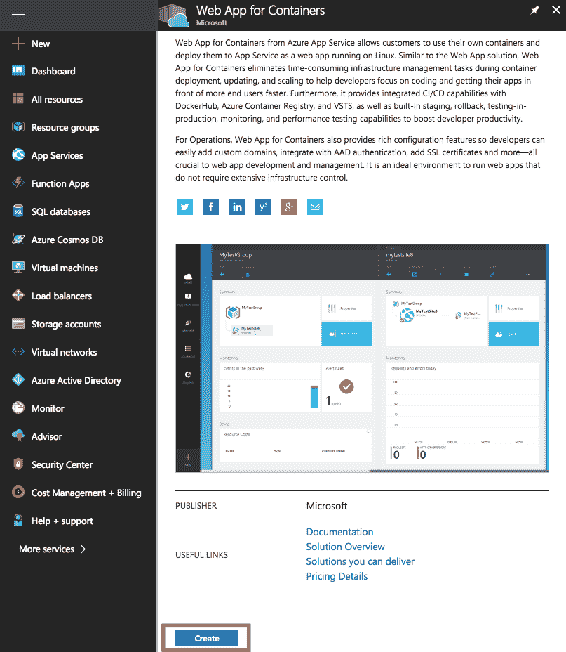 Web App for Containers
Microsoft
New
Dashboard
All resources
Resource groups
App Services
Function Apps
SQL databases
Azure Cosmos DB
Virtual machines
Load balancers
Storage accounts
Virtual networks
Azure Active Directory
Monitor
Advisor
Security Center
Cost Management + Billing
Help + support
More services
Web App for Containers from Azure App Service allows customers to use their own containers and
deploy them to App Service as a web app running on Linux. Similar to the Web App solution, Web
App for Containers eliminates time-consuming infrastructure management tasks during container
deployment, updating, and scaling to help developers focus on coding and getting their apps in
front of more end users faster. Furthermore, it provides integrated CI/CD capabilities with
DockerHub, Azure Container Registry, and VSTS, as well as built-in staging, rollback, testing-in-
production, monitoring, and performance testing capabilities to boost developer productivity.
For Operations, Web App for Containers also provides rich configuration features so developers can
easily add custom domains, integrate with AAD authentication, add SSL certificates and more—all
crucial to web app development and management. It is an ideal environment to run web apps that
do not require extensive infrastructure control.
1
0
0
PUBLISHER
Microsoft
USEFUL LINKS
Documentation
Solution Overview
Solutions you can deliver
Pricing Details
Create